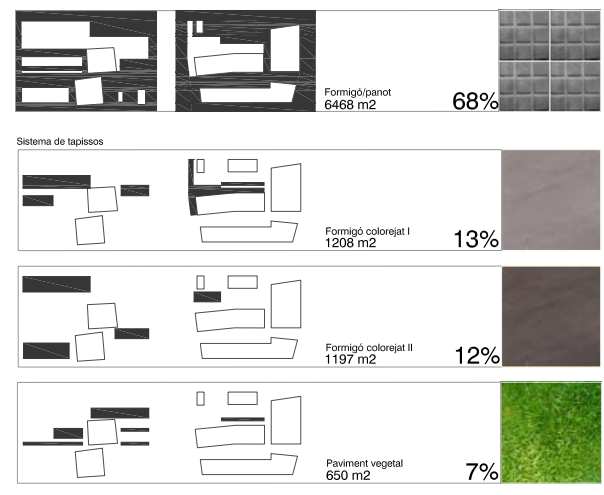 Formigó/panot
6468 m2
68%
Sistema de tapissos
Formigó colorejat I
1208 m2
13%
Formigó colorejat II
1197 m2
12%
Paviment vegetal
650 m2
7%